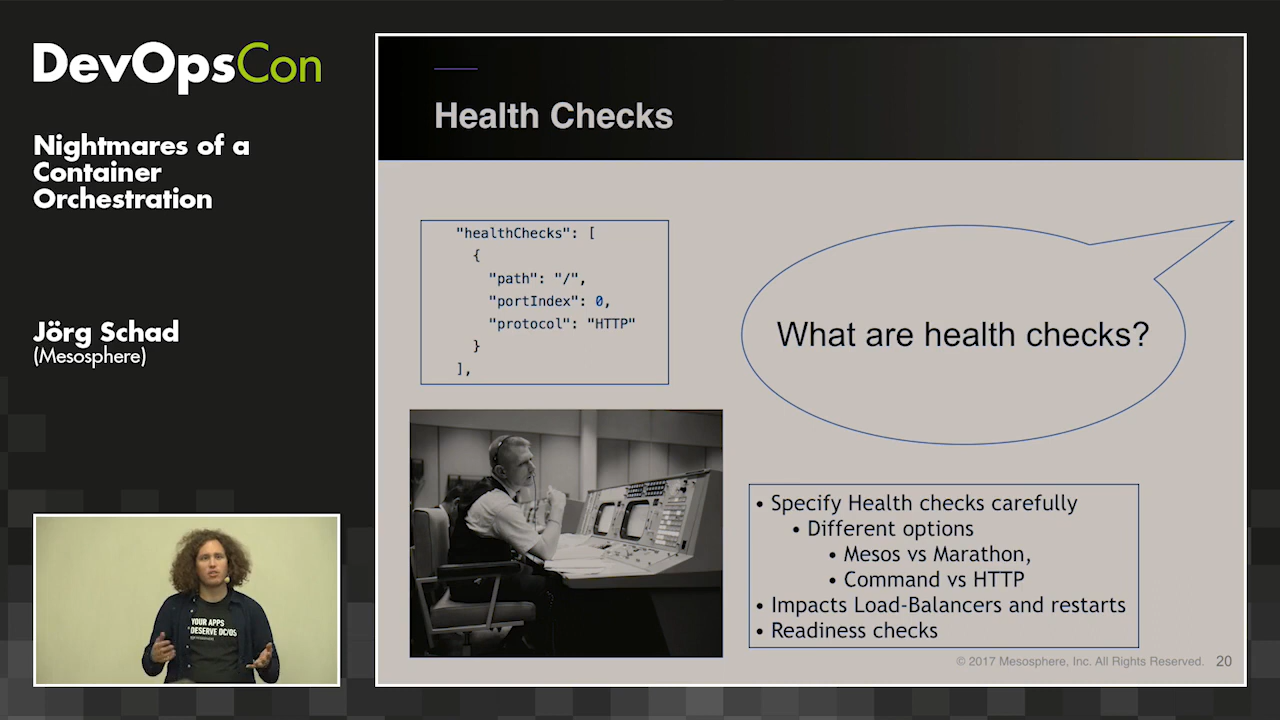 DevOpsCon
Nightmares of a
Container
Orchestration
Jörg Schad
(Mesosphere)
YOUR APPS
DESERVE DC/OS
Health Checks
"healthChecks": [
{
"path": "/",
"portIndex": 0,
"protocol": "HTTP"
}
],
What are health checks?
• Specify Health checks carefully
• Different options
• Mesos vs Marathon,
• Command vs HTTP
• Impacts Load-Balancers and restarts
• Readiness checks
© 2017 Mesosphere, Inc. All Rights Reserved. 20